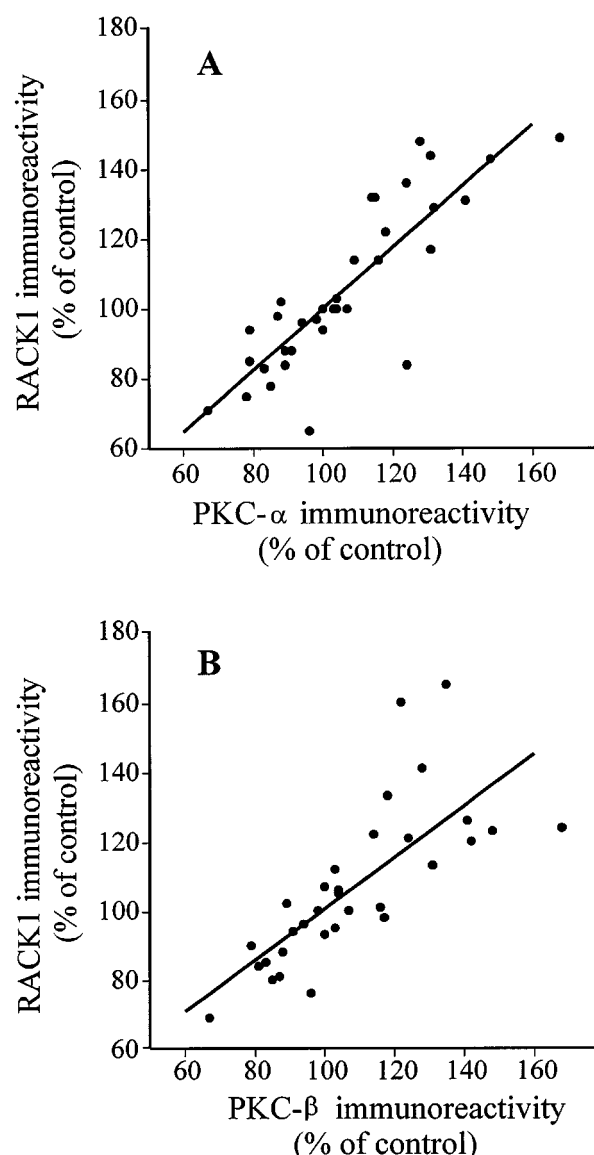 A
RACK1 immunoreactivity
(% of control)
180
160
140
120
100
80
60
60 80 100 120 140 160
PKC-α immunoreactivity
(% of control)
B
RACK1 immunoreactivity
(% of control)
180
160
140
120
100
80
60
60 80 100 120 140 160
PKC-β immunoreactivity
(% of control)